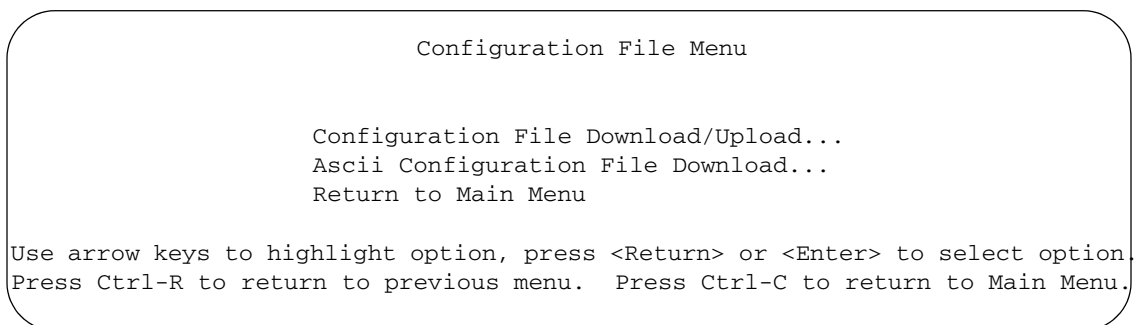 Configuration File Menu
Configuration File Download/Upload...
Ascii Configuration File Download...
Return to Main Menu
Use arrow keys to highlight option, press <Return> or <Enter> to select option.
Press Ctrl-R to return to previous menu.  Press Ctrl-C to return to Main Menu.